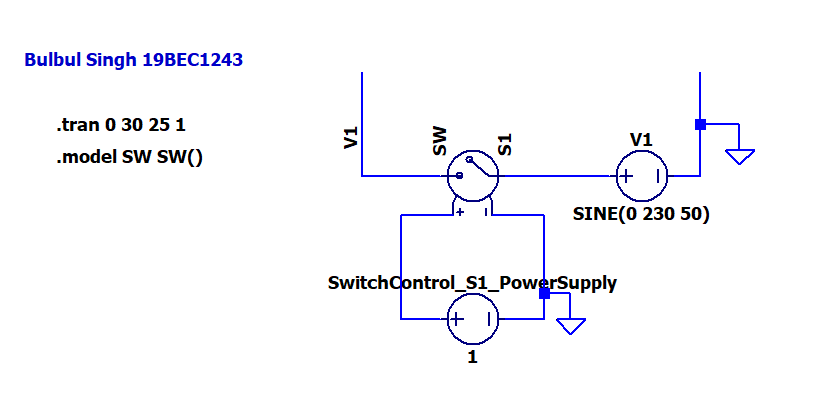 Bulbul Singh 19BEC1243
.tran 0 30 25 1
.model SW SW()
V1
SW
S1
V1
SINE(0 230 50)
SwitchControl_S1_PowerSupply
1